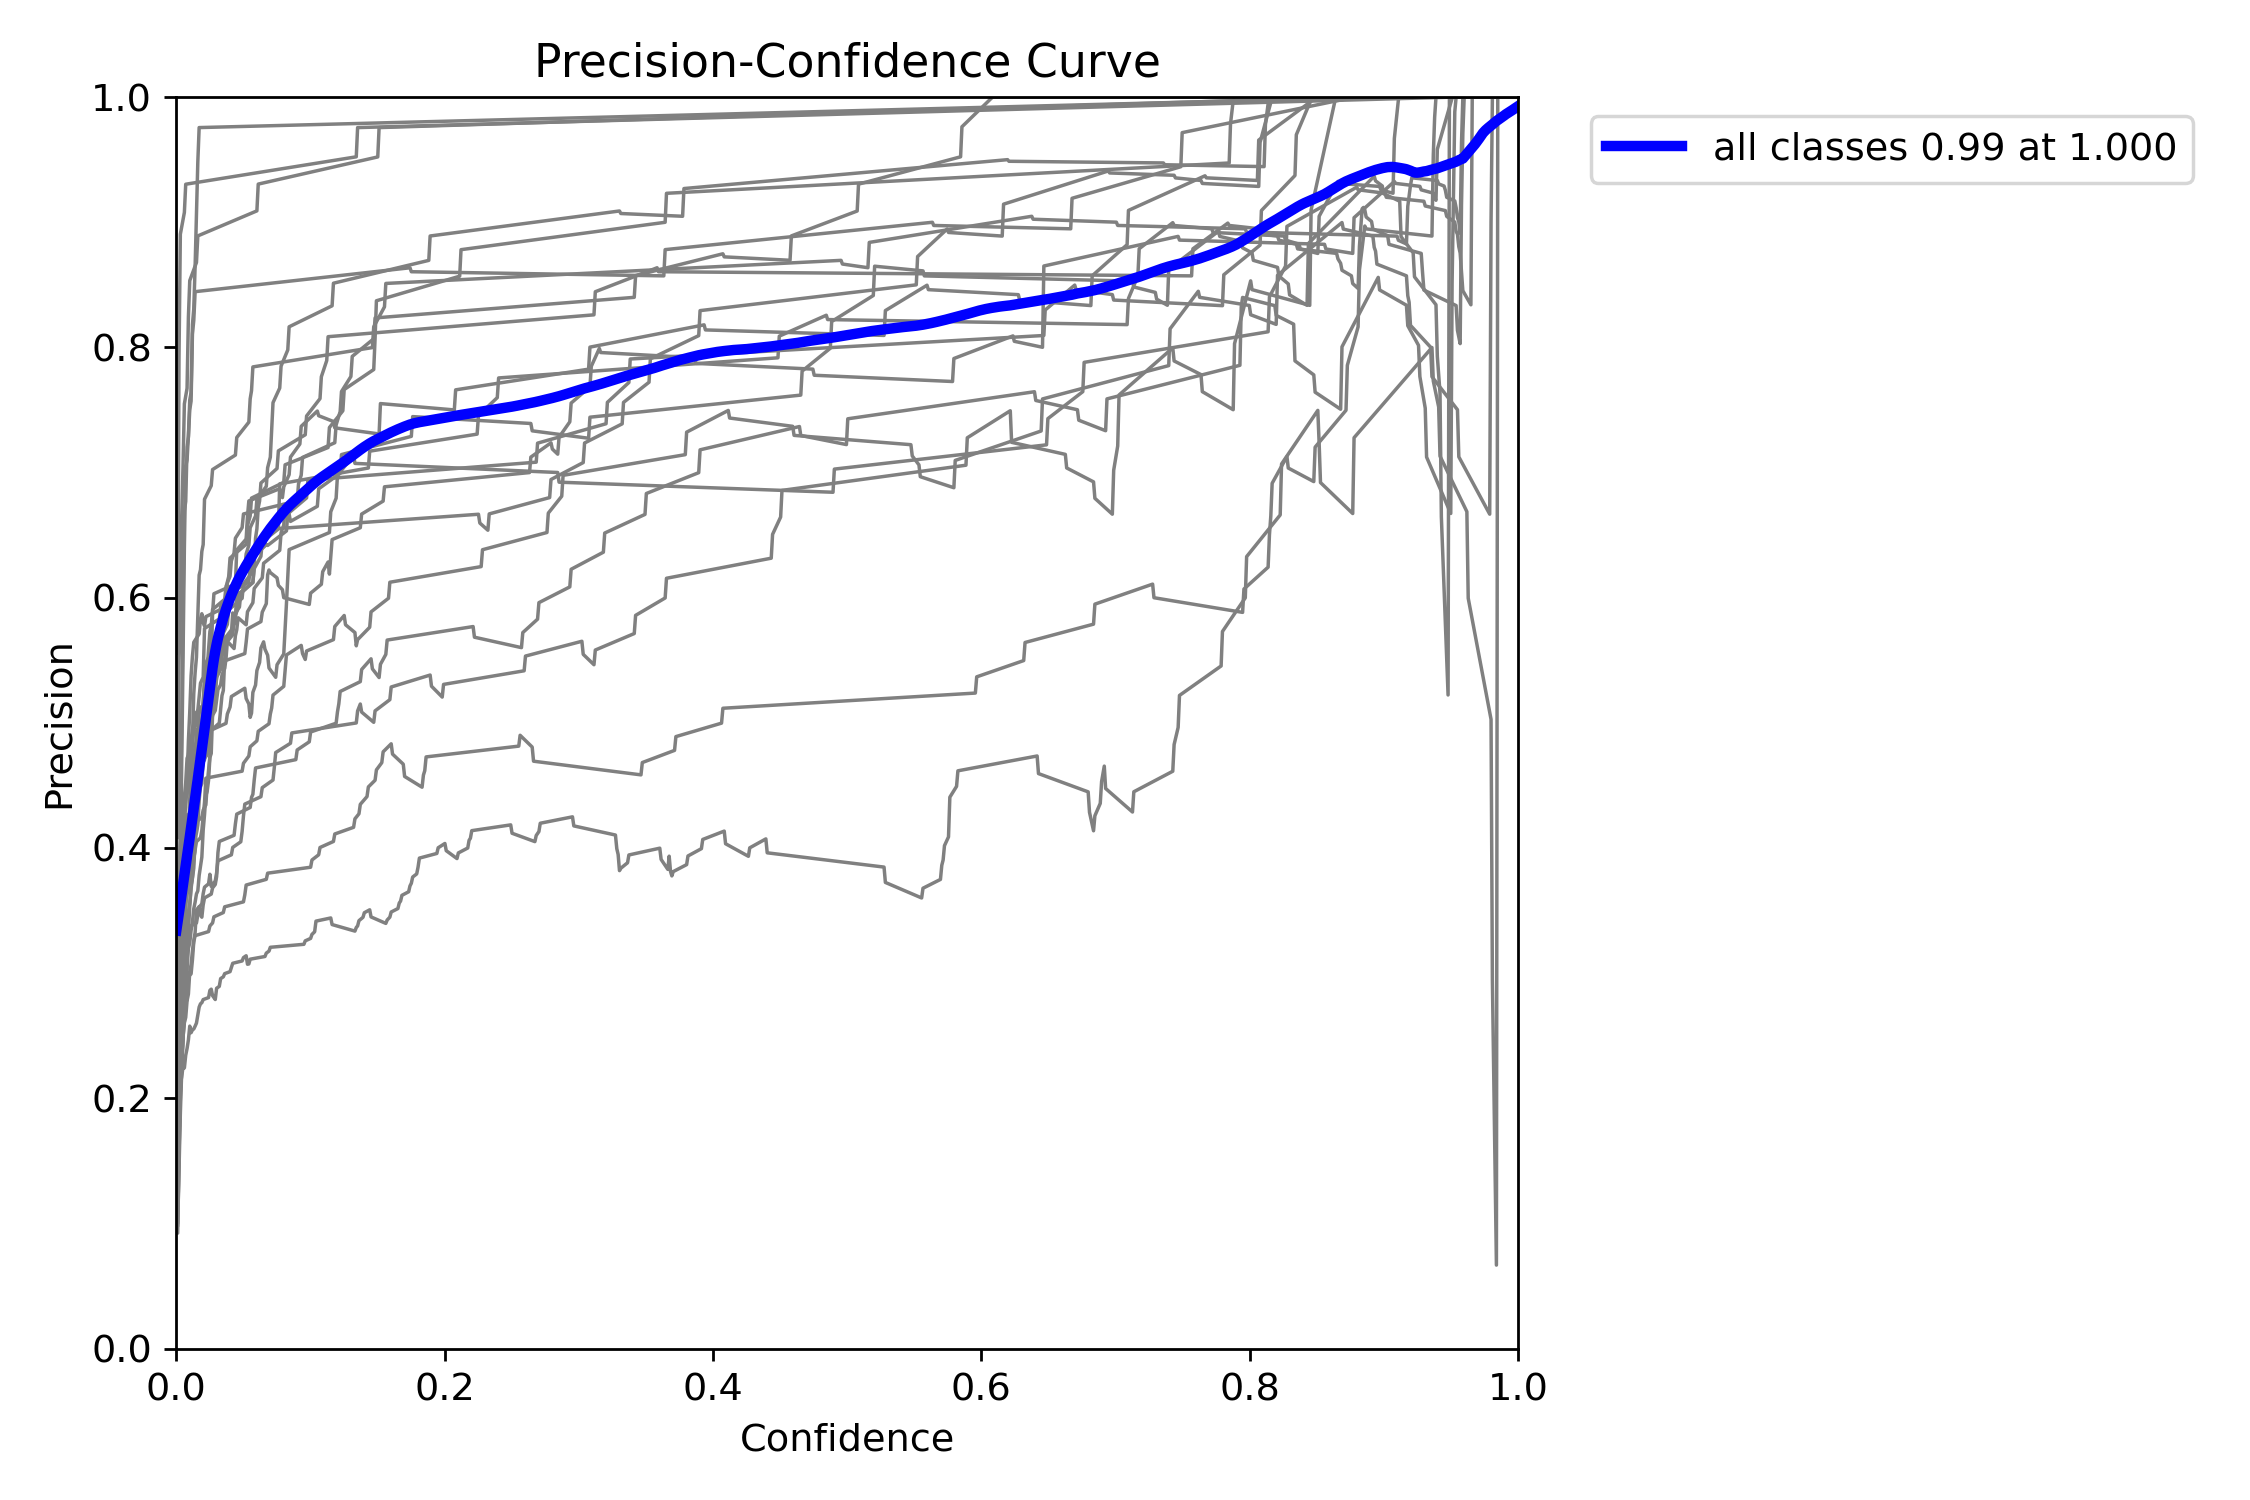 Precision-Confidence Curve
all classes 0.99 at 1.000
Precision
1.0
0.8
0.6
0.4
0.2
0.0
0.0 0.2 0.4 0.6 0.8 1.0
Confidence